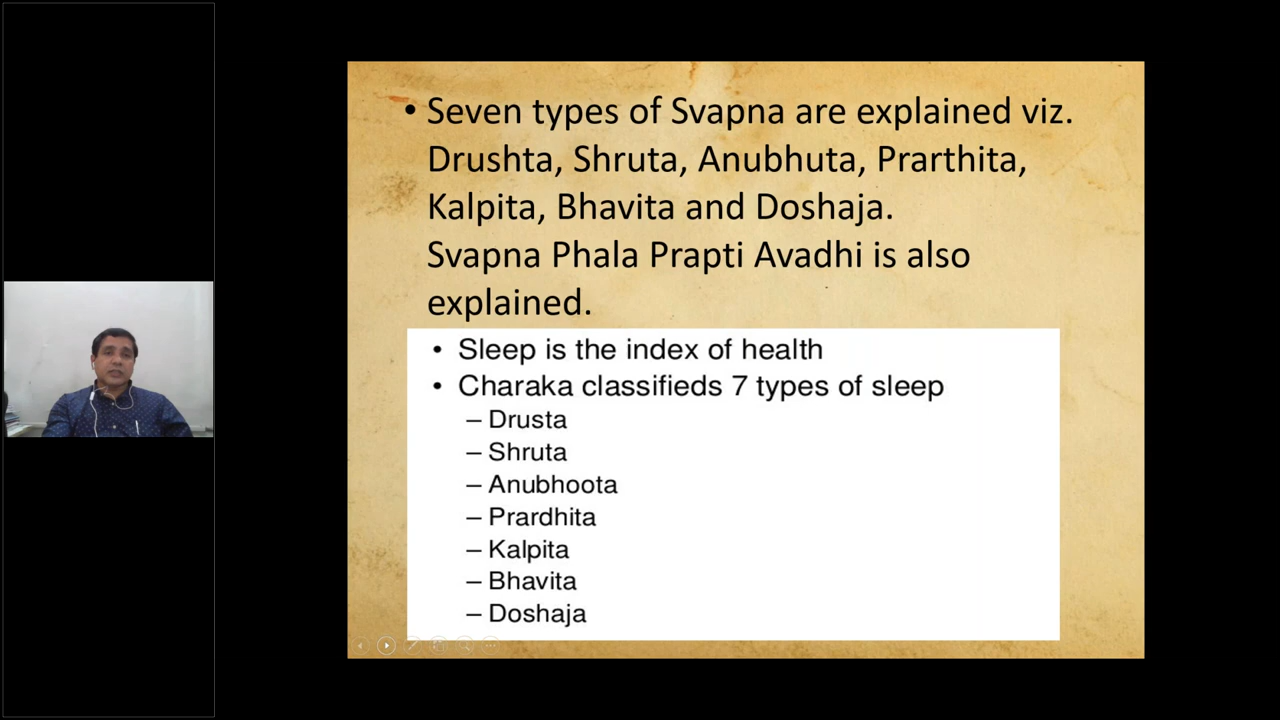 • Seven types of Svapna are explained viz.
Drushta, Shruta, Anubhuta, Prarthita,
Kalpita, Bhavita and Doshaja.
Svapna Phala Prapti Avadhi is also
explained.
• Sleep is the index of health
• Charaka classifieds 7 types of sleep
– Drusta
– Shruta
– Anubhoota
– Prardhita
– Kalpita
– Bhavita
– Doshaja